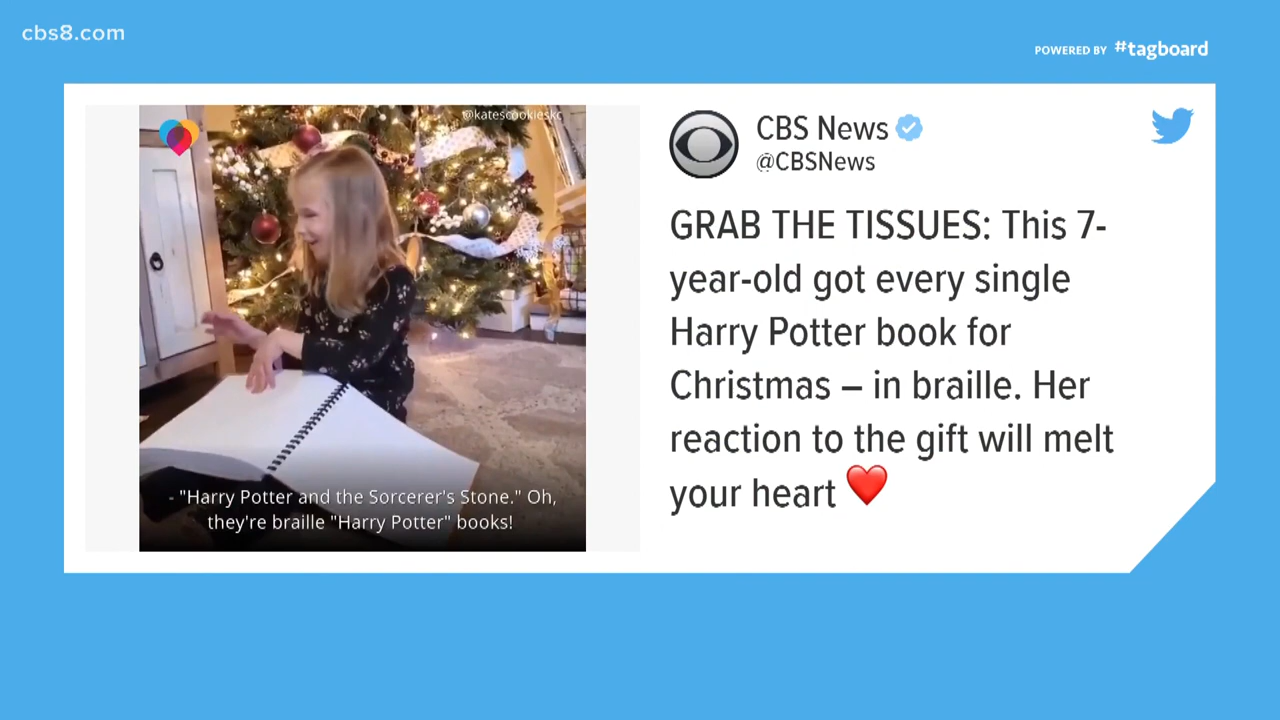 cbs8.com
POWERED BY #tagboard
@katescookieskc
- "Harry Potter and the Sorcerer's Stone." Oh,
they're braille "Harry Potter" books!
CBS News
@CBSNews
GRAB THE TISSUES: This 7-
year-old got every single
Harry Potter book for
Christmas – in braille. Her
reaction to the gift will melt
your heart ❤️